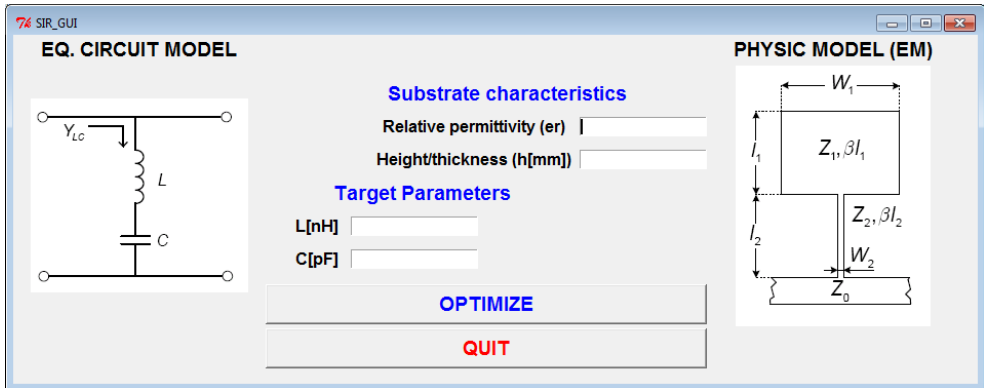 SIR_GUI
EQ. CIRCUIT MODEL
PHYSIC MODEL (EM)
Substrate characteristics
Relative permittivity (er)
Height/thickness (h[mm])
Target Parameters
L[nH]
C[pF]
OPTIMIZE
QUIT
Y_LC
L
C
W₁
l₁
Z₁, βl₁
l₂
Z₂, βl₂
W₂
Z₀